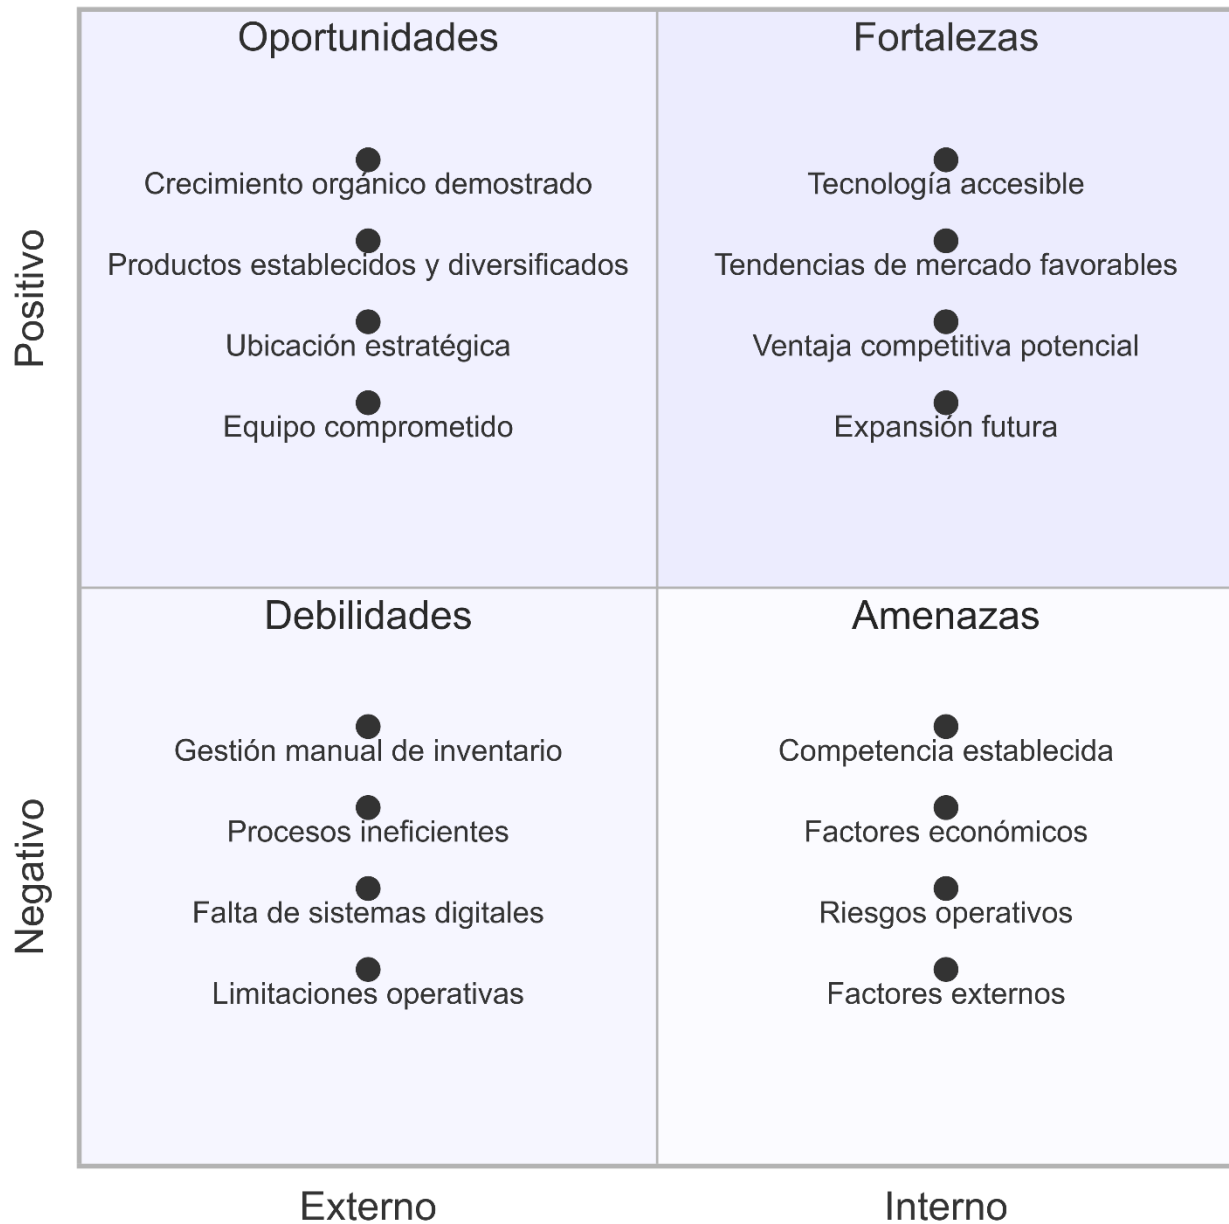 Oportunidades
Fortalezas
Positivo
Crecimiento orgánico demostrado
Productos establecidos y diversificados
Ubicación estratégica
Equipo comprometido
Tecnología accesible
Tendencias de mercado favorables
Ventaja competitiva potencial
Expansión futura
Debilidades
Amenazas
Negativo
Gestión manual de inventario
Procesos ineficientes
Falta de sistemas digitales
Limitaciones operativas
Competencia establecida
Factores económicos
Riesgos operativos
Factores externos
Externo
Interno